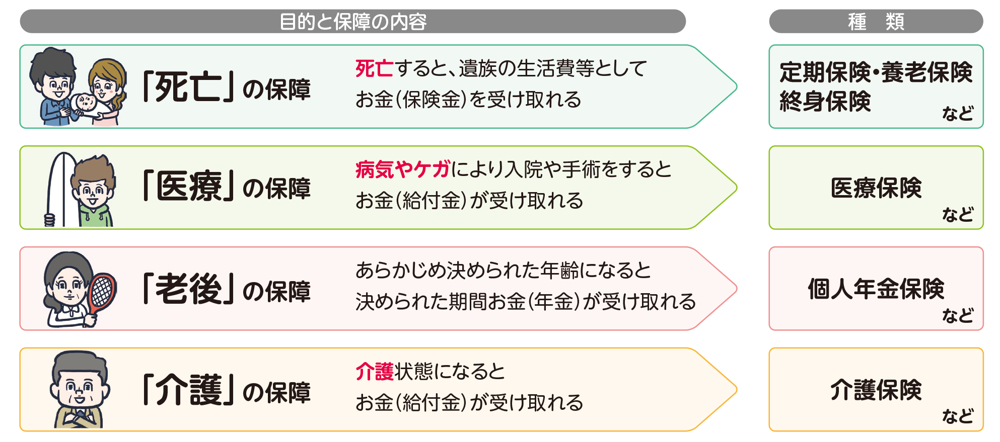 目的と保障の内容
種　類
「死亡」の保障
死亡すると、遺族の生活費等として
お金(保険金)を受け取れる
定期保険・養老保険
終身保険
など
「医療」の保障
病気やケガにより入院や手術をすると
お金(給付金)が受け取れる
医療保険
など
「老後」の保障
あらかじめ決められた年齢になると
決められた期間お金(年金)が受け取れる
個人年金保険
など
「介護」の保障
介護状態になると
お金(給付金)が受け取れる
介護保険
など